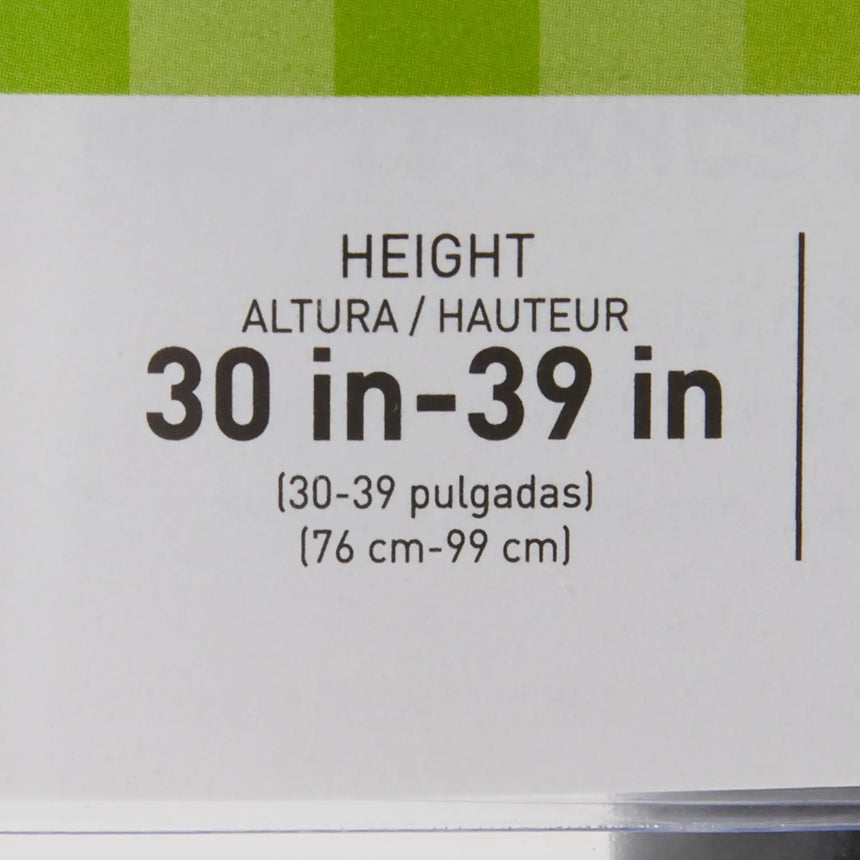 HEIGHT
ALTURA / HAUTEUR
30 in-39 in
(30-39 pulgadas)
(76 cm-99 cm)